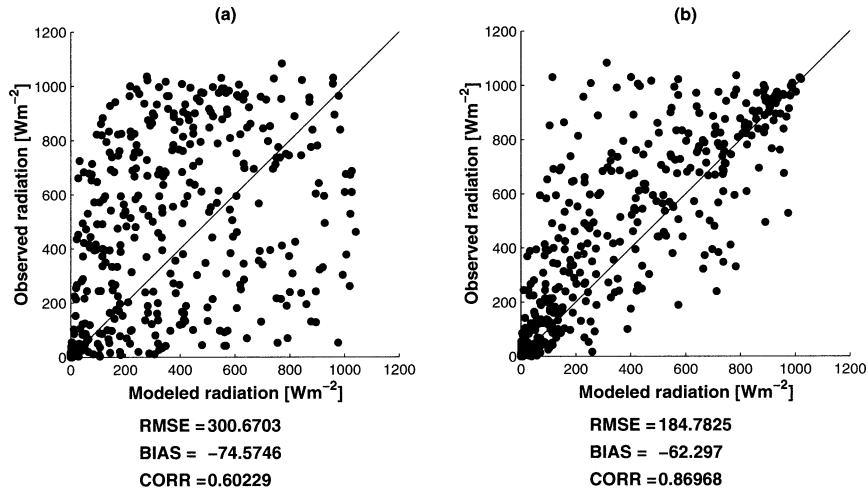 (a)
1200
1000
800
600
400
200
0
Observed radiation [Wm−2]
0 200 400 600 800 1000 1200
Modeled radiation [Wm−2]
RMSE =300.6703
BIAS = −74.5746
CORR =0.60229
(b)
1200
1000
800
600
400
200
0
Observed radiation [Wm−2]
0 200 400 600 800 1000 1200
Modeled radiation [Wm−2]
RMSE =184.7825
BIAS = −62.297
CORR =0.86968